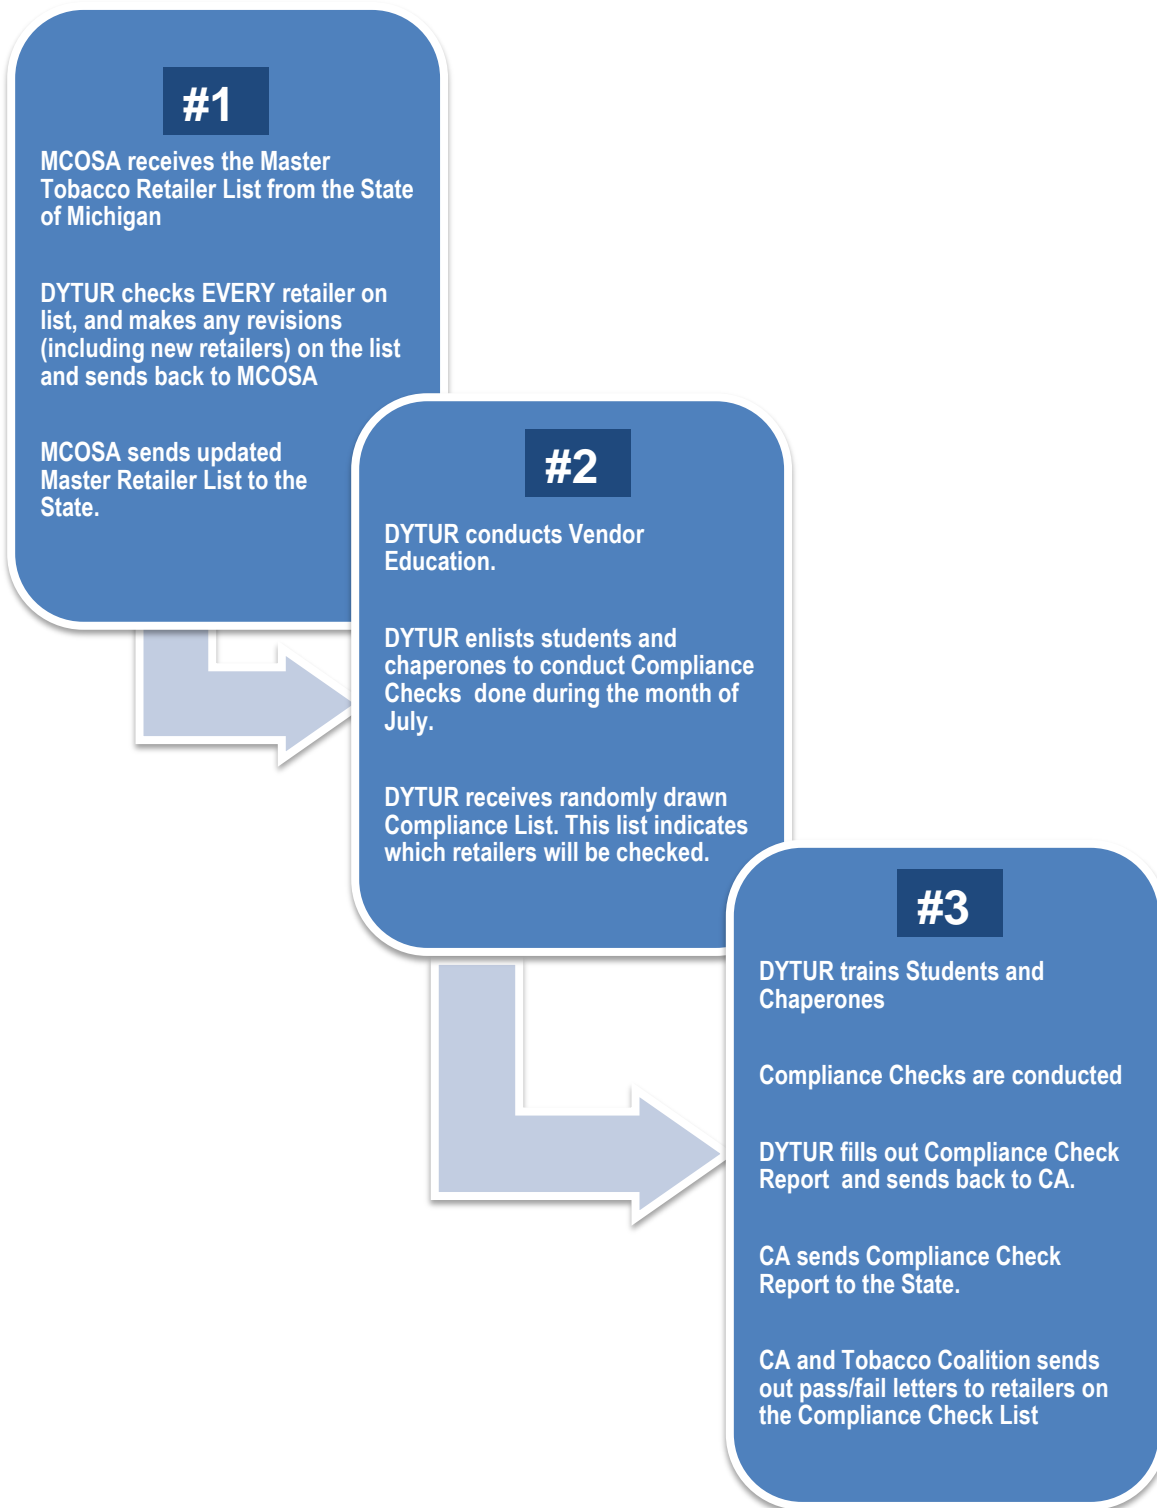 #1
MCOSA receives the Master
Tobacco Retailer List from the State
of Michigan
DYTUR checks EVERY retailer on
list, and makes any revisions
(including new retailers) on the list
and sends back to MCOSA
MCOSA sends updated
Master Retailer List to the
State.
#2
DYTUR conducts Vendor
Education.
DYTUR enlists students and
chaperones to conduct Compliance
Checks  done during the month of
July.
DYTUR receives randomly drawn
Compliance List. This list indicates
which retailers will be checked.
#3
DYTUR trains Students and
Chaperones
Compliance Checks are conducted
DYTUR fills out Compliance Check
Report  and sends back to CA.
CA sends Compliance Check
Report to the State.
CA and Tobacco Coalition sends
out pass/fail letters to retailers on
the Compliance Check List